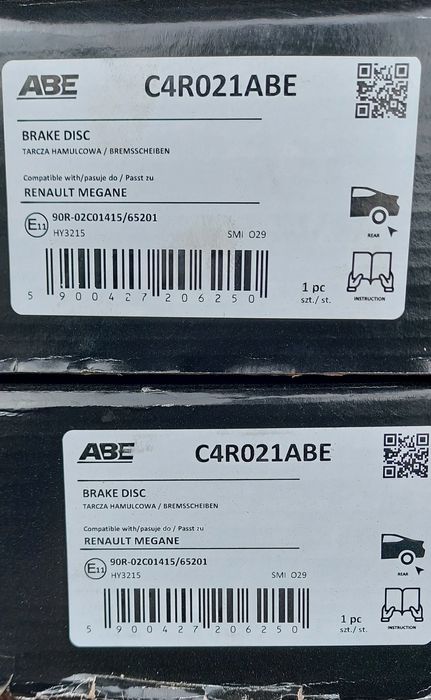 ABE C4R021ABE
BRAKE DISC
TARCZA HAMULCOWA / BREMSSCHEIBEN
Compatible with/pasuje do / Passt zu
RENAULT MEGANE
E11 90R-02C01415/65201
HY3215 SMI O29
REAR
5 900427 206250
1 pc
szt./ st.
INSTRUCTION
ABE C4R021ABE
BRAKE DISC
TARCZA HAMULCOWA / BREMSSCHEIBEN
Compatible with/pasuje do / Passt zu
RENAULT MEGANE
E11 90R-02C01415/65201
HY3215 SMI O29
REAR
5 900427 206250
1 pc
szt./ st.
INSTRUCTION